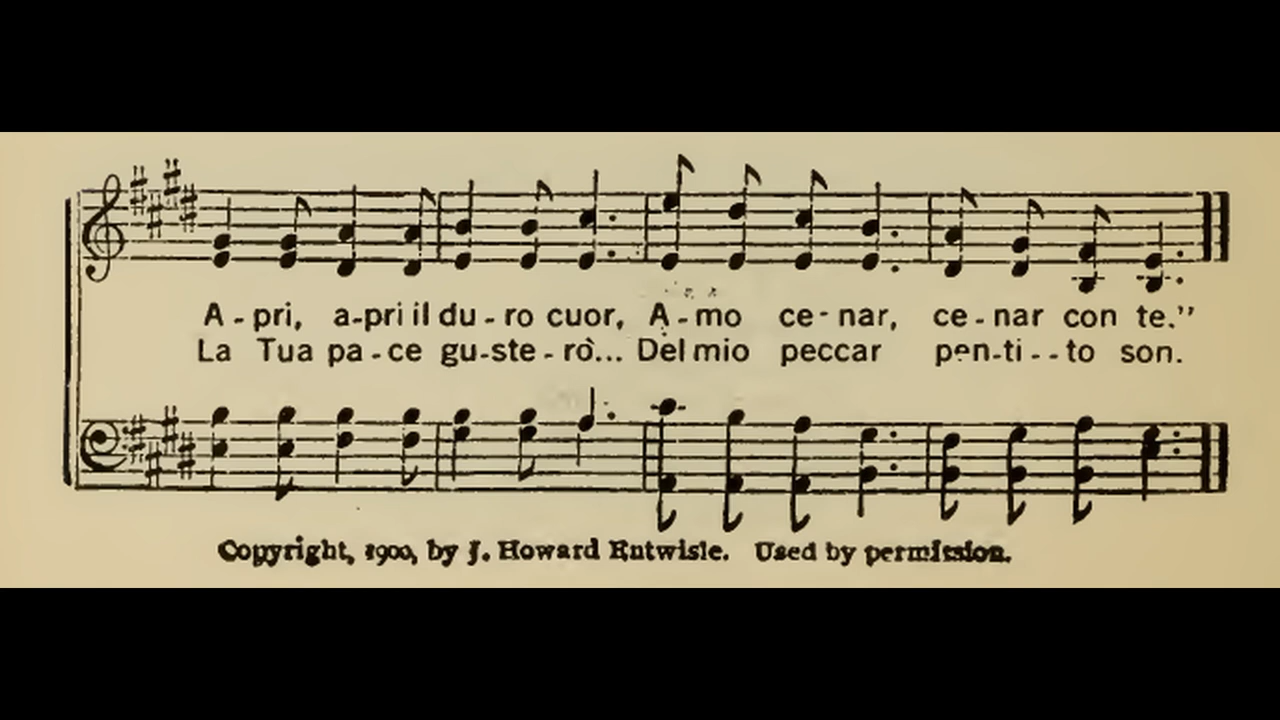 A - pri, a-pri il du - ro cuor, A - mo ce - nar, ce - nar con te."
La Tua pa - ce gu-ste - rò... Del mio peccar pen-ti - - to son.
Copyright, 1900, by J. Howard Entwisle. Used by permission.